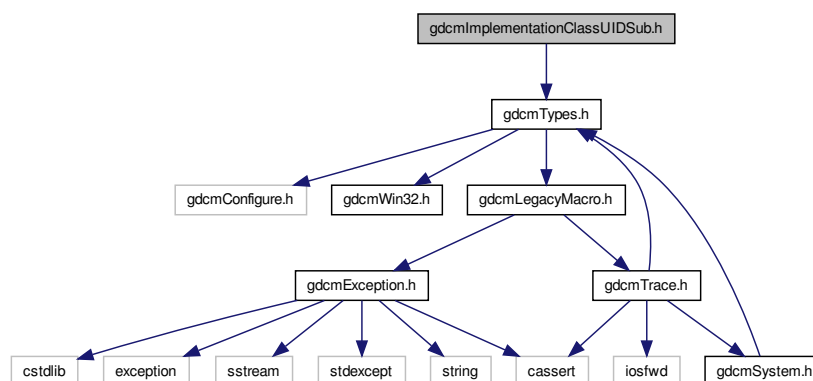 gdcmImplementationClassUIDSub.h
gdcmTypes.h
gdcmConfigure.h
gdcmWin32.h
gdcmLegacyMacro.h
gdcmException.h
gdcmTrace.h
cstdlib
exception
sstream
stdexcept
string
cassert
iosfwd
gdcmSystem.h